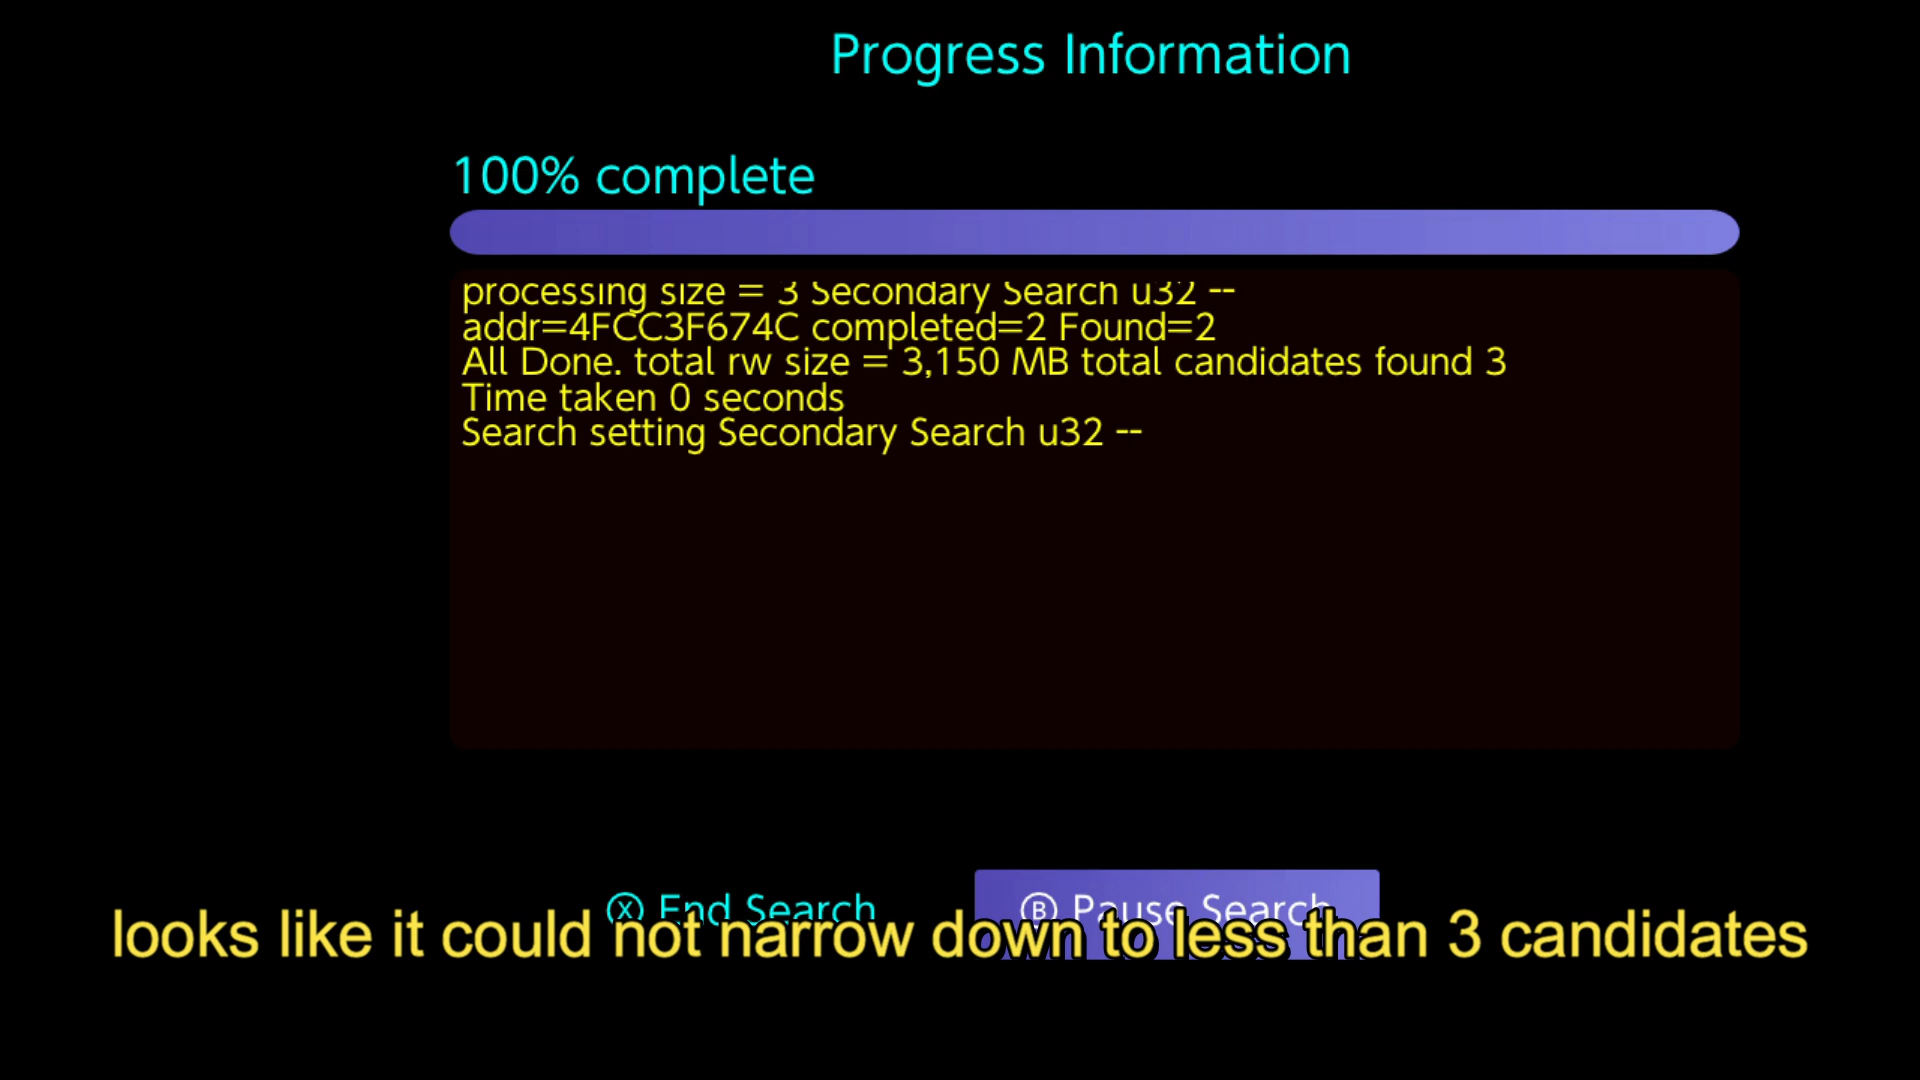 Progress Information
100% complete
processing size = 3 Secondary Search u32 --
addr=4FCC3F674C completed=2 Found=2
All Done. total rw size = 3,150 MB total candidates found 3
Time taken 0 seconds
Search setting Secondary Search u32 --
Ⓧ End Search
Ⓑ Pause Search
looks like it could not narrow down to less than 3 candidates